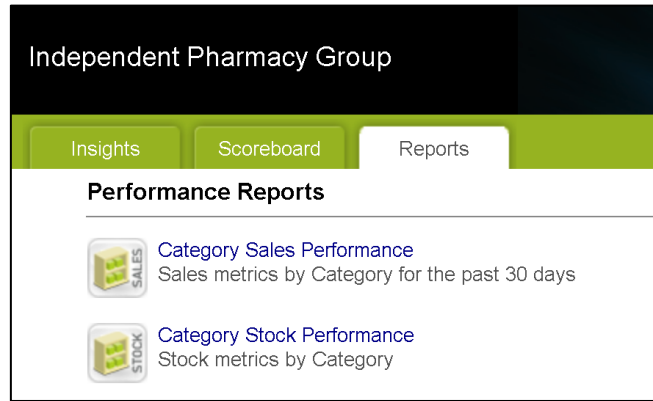 Independent Pharmacy Group
Insights Scoreboard Reports
Performance Reports
SALES
Category Sales Performance
Sales metrics by Category for the past 30 days
STOCK
Category Stock Performance
Stock metrics by Category